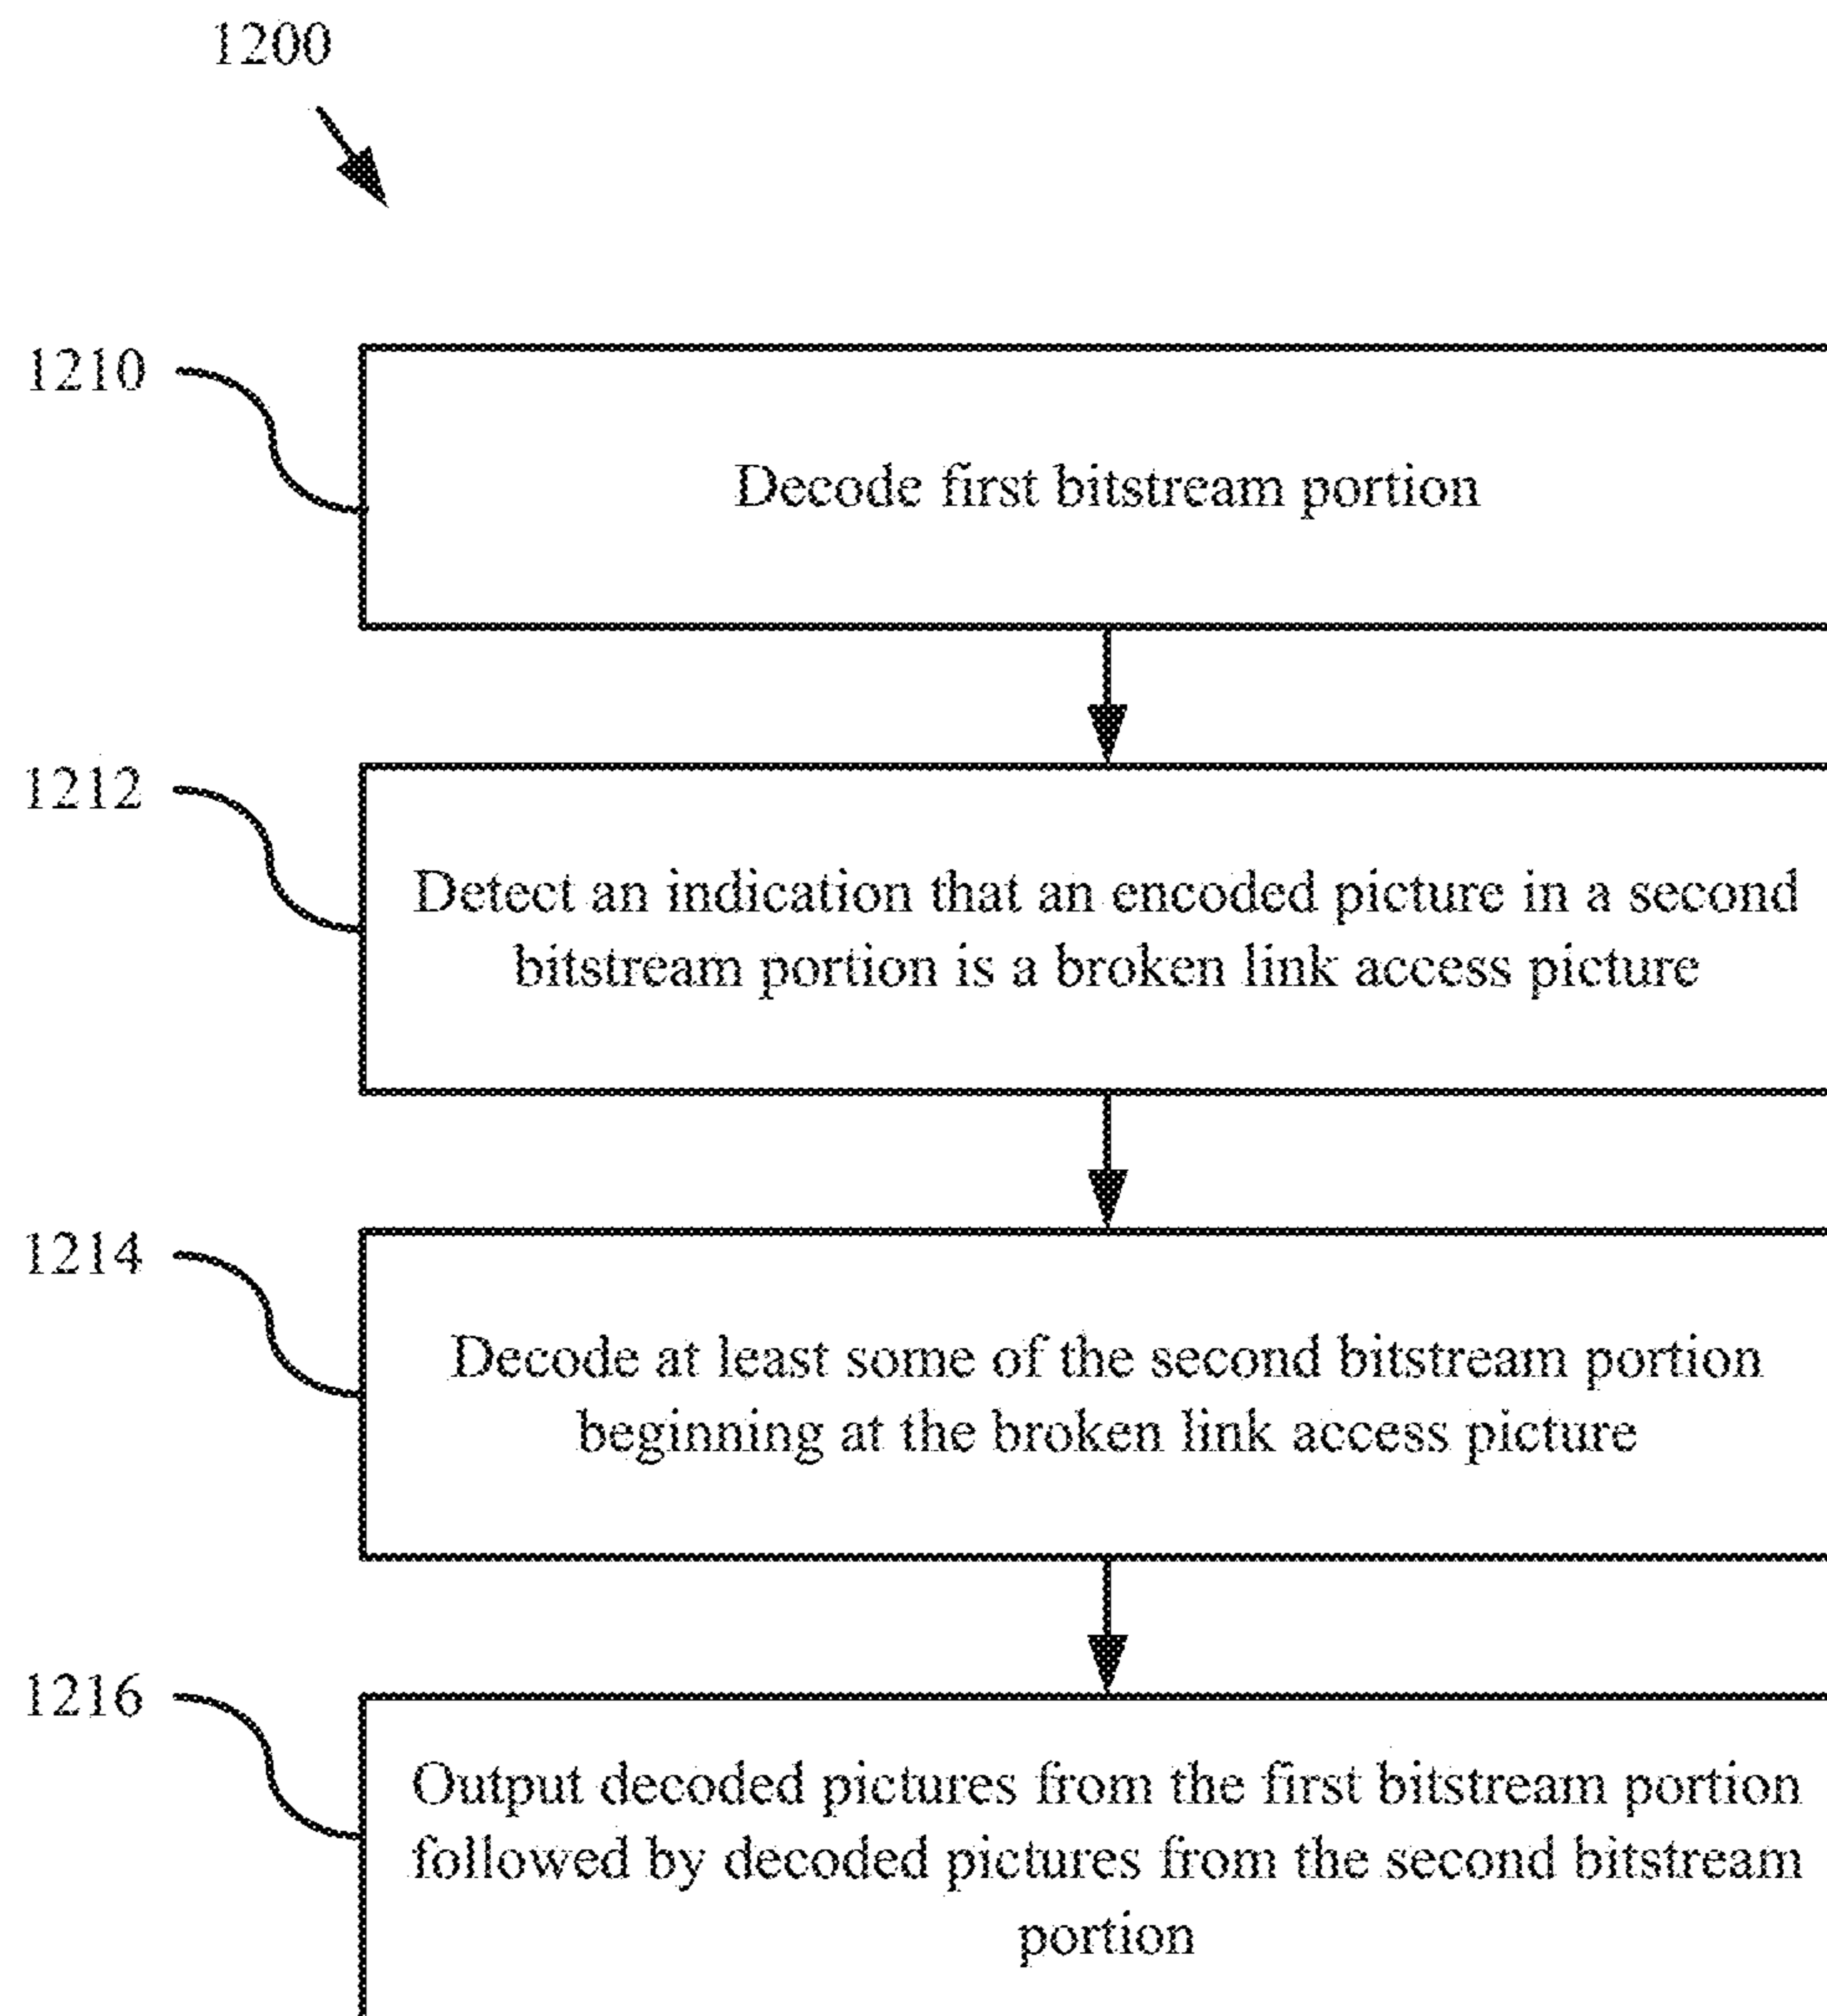 1200
1210
Decode first bitstream portion
1212
Detect an indication that an encoded picture in a second
bitstream portion is a broken link access picture
1214
Decode at least some of the second bitstream portion
beginning at the broken link access picture
1216
Output decoded pictures from the first bitstream portion
followed by decoded pictures from the second bitstream
portion